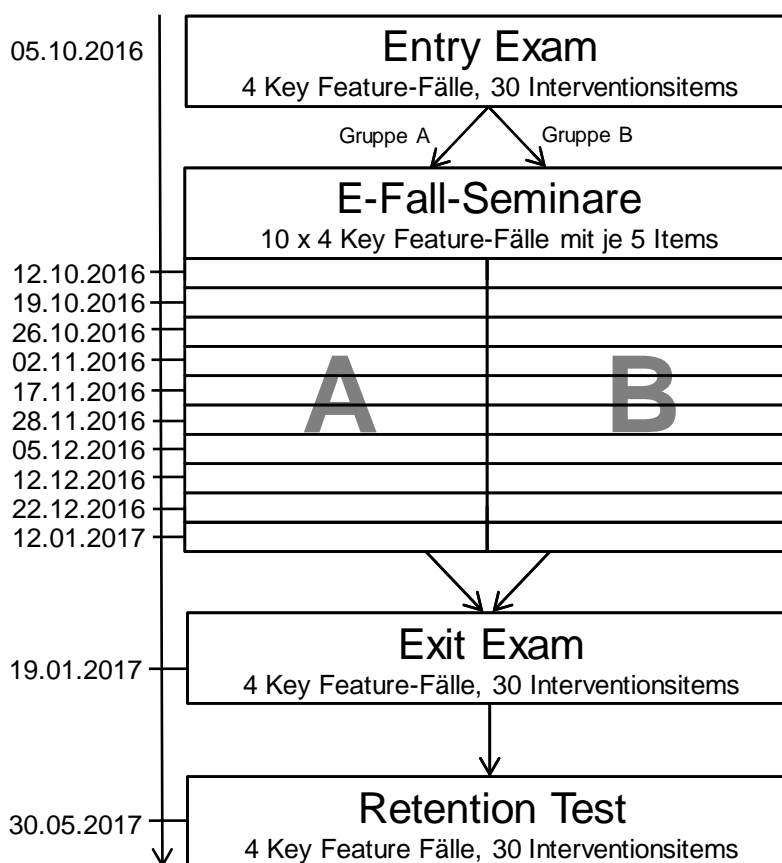 05.10.2016
Entry Exam
4 Key Feature-Fälle, 30 Interventionsitems
Gruppe A
Gruppe B
E-Fall-Seminare
10 x 4 Key Feature-Fälle mit je 5 Items
12.10.2016
19.10.2016
26.10.2016
02.11.2016
17.11.2016
28.11.2016
05.12.2016
12.12.2016
22.12.2016
12.01.2017
A
B
Exit Exam
19.01.2017
4 Key Feature-Fälle, 30 Interventionsitems
Retention Test
30.05.2017
4 Key Feature Fälle, 30 Interventionsitems